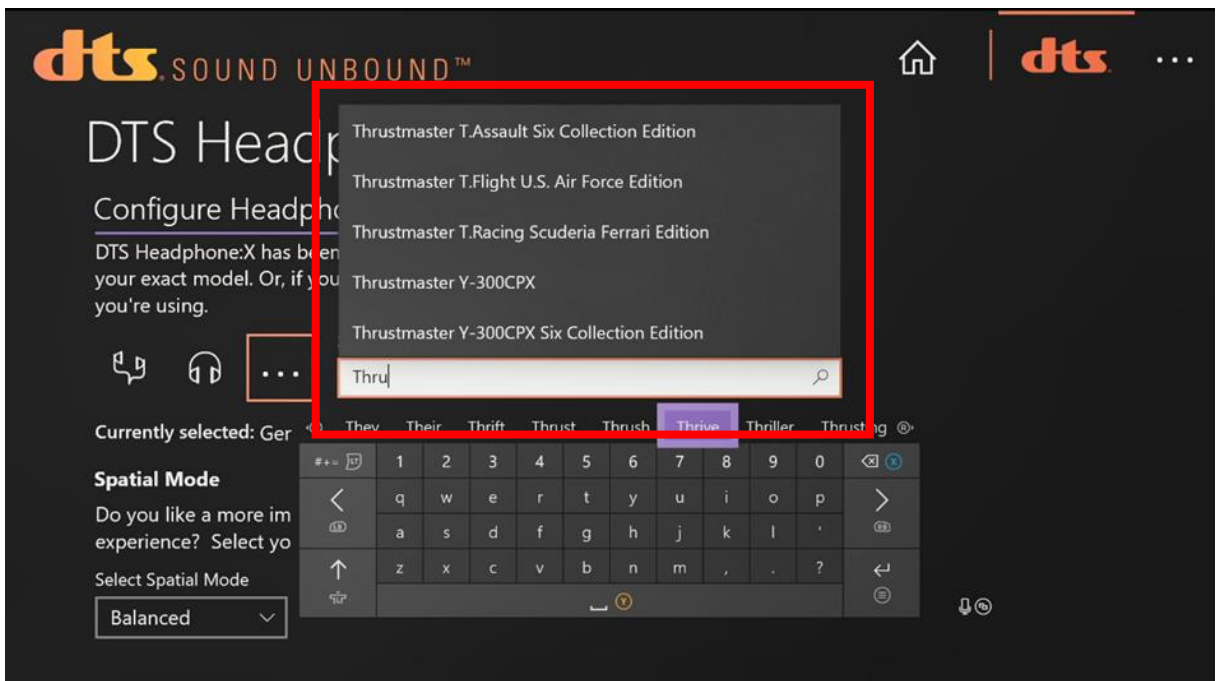 dts SOUND UNBOUND™
dts
...
DTS Headp
Configure Headpho
DTS Headphone:X has been
your exact model. Or, if you
you're using.
...
Currently selected: Ger
Spatial Mode
Do you like a more im
experience? Select yo
Select Spatial Mode
Balanced
Thrustmaster T.Assault Six Collection Edition
Thrustmaster T.Flight U.S. Air Force Edition
Thrustmaster T.Racing Scuderia Ferrari Edition
Thrustmaster Y-300CPX
Thrustmaster Y-300CPX Six Collection Edition
Thru
They Their Thrift Thrust Thrush Thrive Thriller Thrusting R
#+= LT 1 2 3 4 5 6 7 8 9 0 X
q w e r t y u i o p
LB a s d f g h j k l ' RB
z x c v b n m , . ?
Y